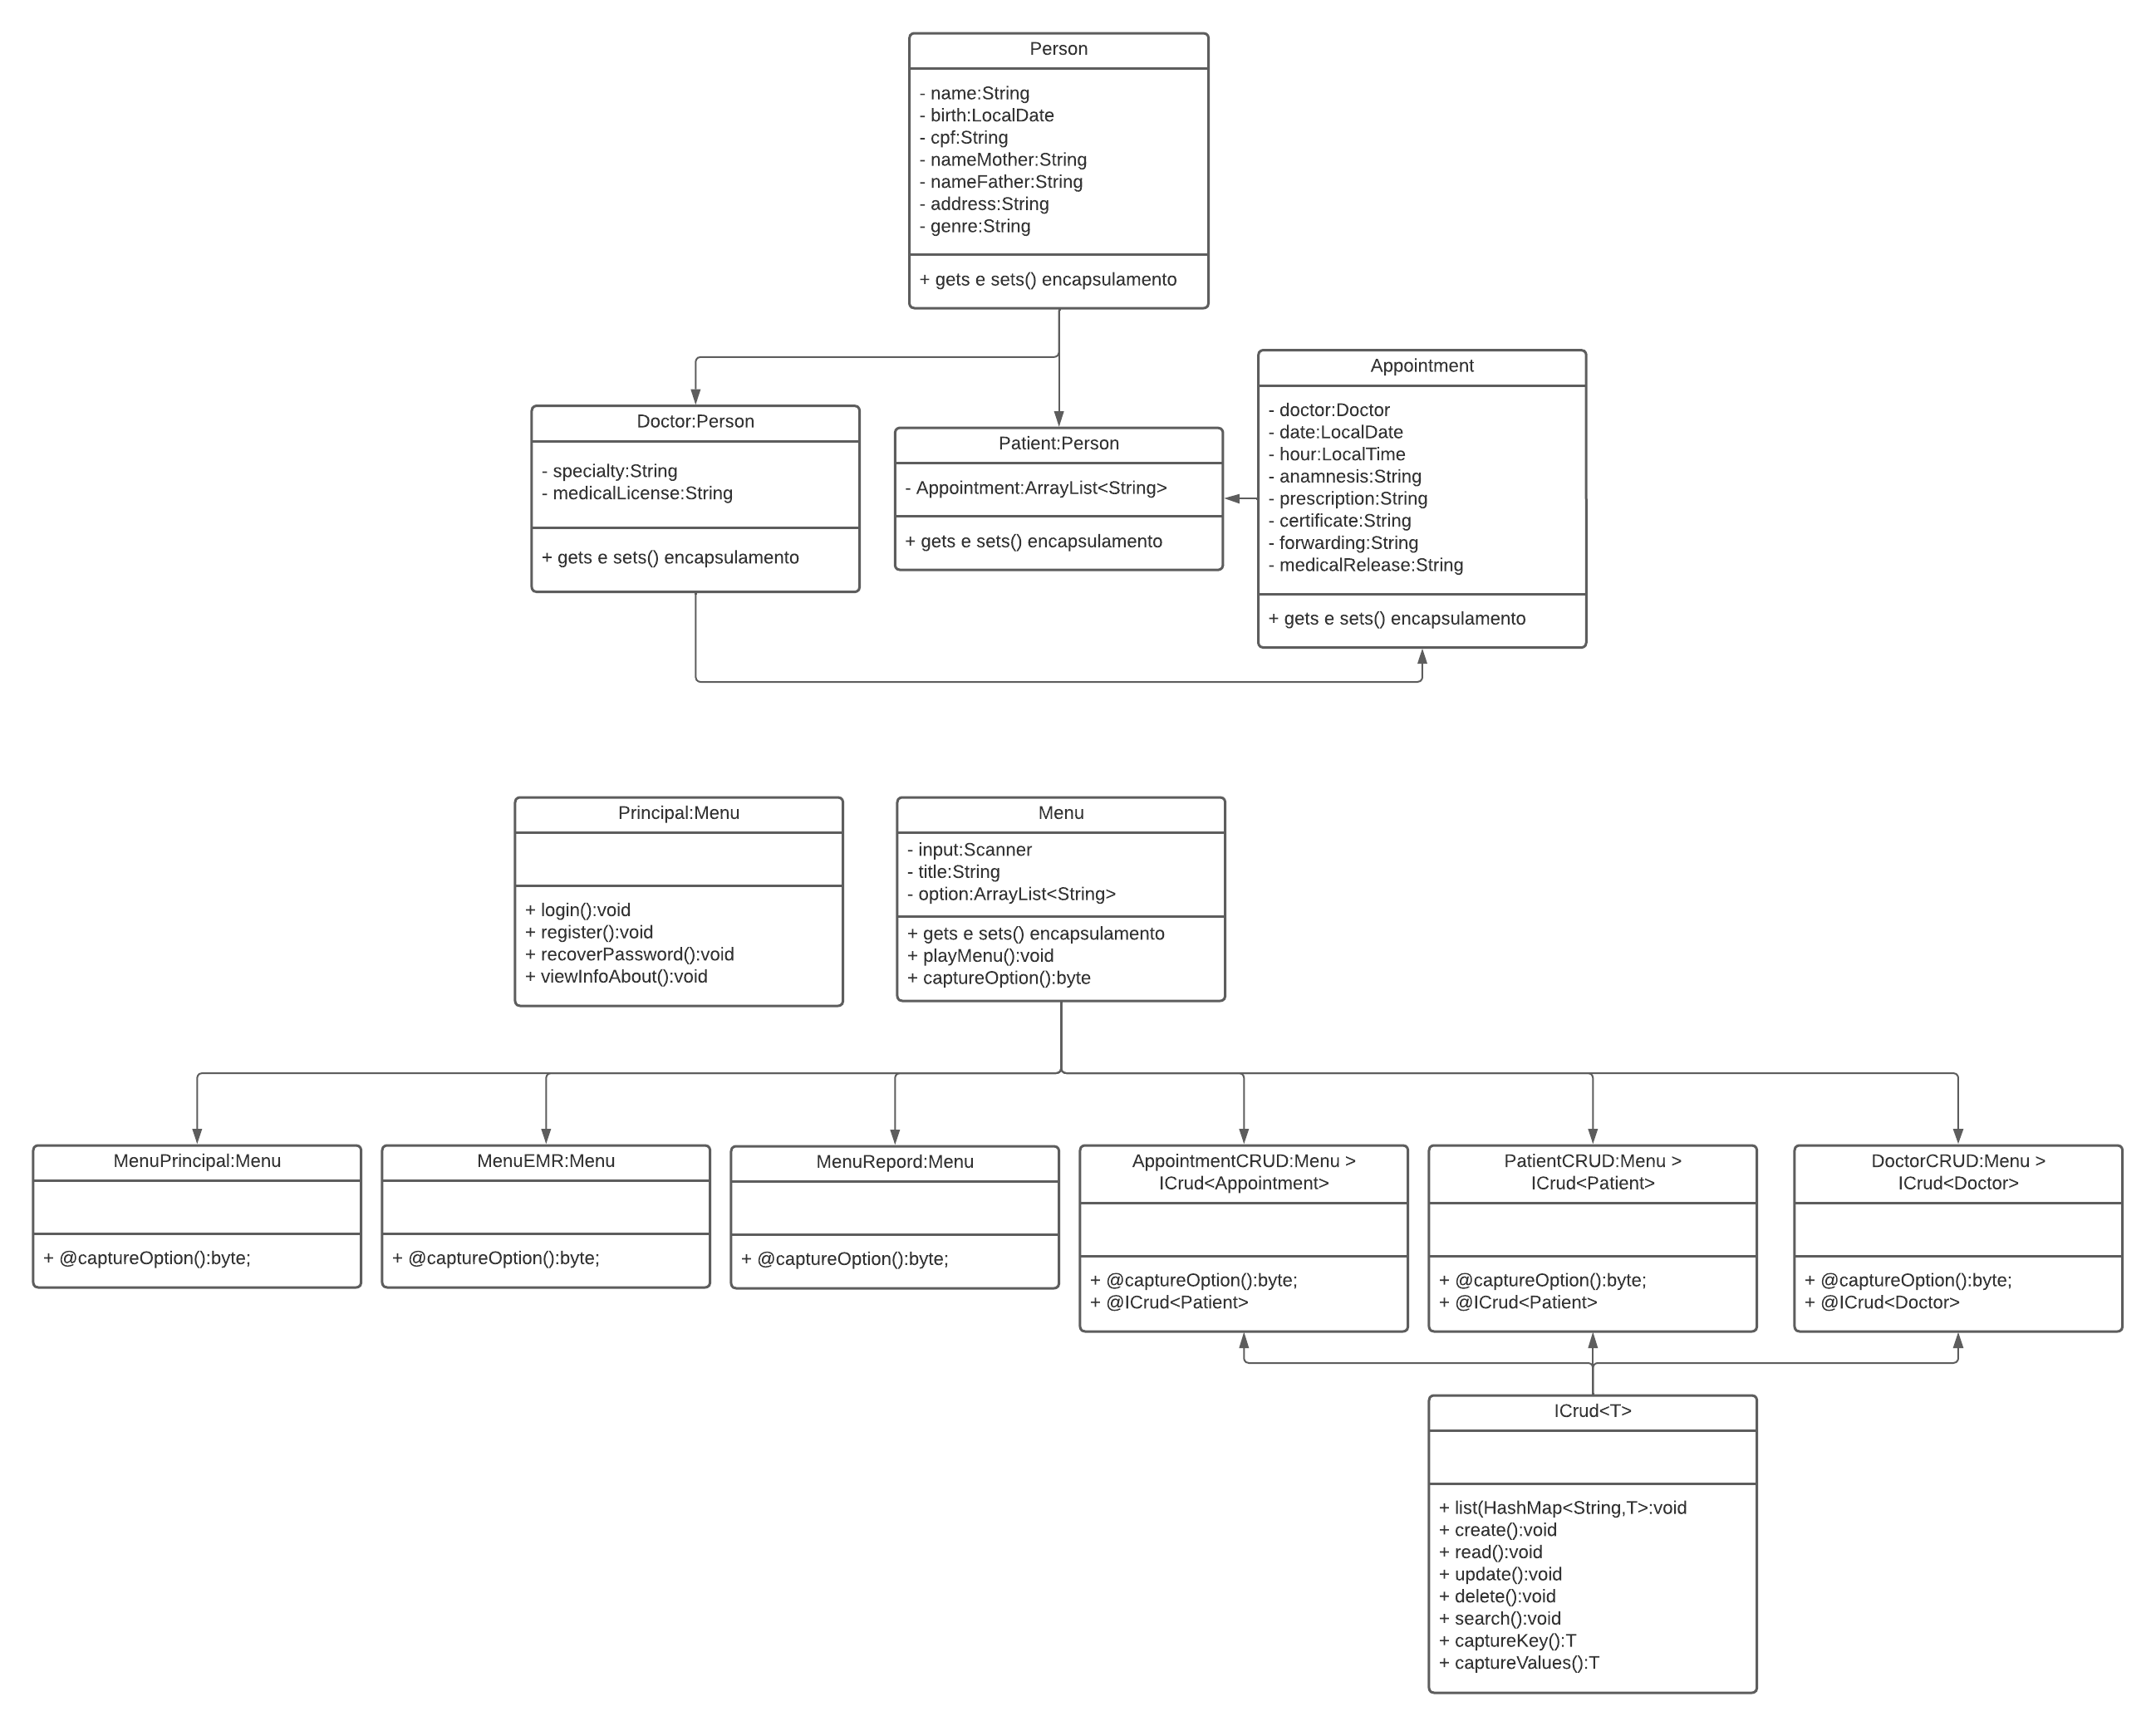 Person
- name:String
- birth:LocalDate
- cpf:String
- nameMother:String
- nameFather:String
- address:String
- genre:String
+ gets e sets() encapsulamento
Doctor:Person
- specialty:String
- medicalLicense:String
+ gets e sets() encapsulamento
Patient:Person
- Appointment:ArrayList<String>
+ gets e sets() encapsulamento
Appointment
- doctor:Doctor
- date:LocalDate
- hour:LocalTime
- anamnesis:String
- prescription:String
- certificate:String
- forwarding:String
- medicalRelease:String
+ gets e sets() encapsulamento
Principal:Menu
+ login():void
+ register():void
+ recoverPassword():void
+ viewInfoAbout():void
Menu
- input:Scanner
- title:String
- option:ArrayList<String>
+ gets e sets() encapsulamento
+ playMenu():void
+ captureOption():byte
MenuPrincipal:Menu
+ @captureOption():byte;
MenuEMR:Menu
+ @captureOption():byte;
MenuRepord:Menu
+ @captureOption():byte;
AppointmentCRUD:Menu >
ICrud<Appointment>
+ @captureOption():byte;
+ @ICrud<Patient>
PatientCRUD:Menu >
ICrud<Patient>
+ @captureOption():byte;
+ @ICrud<Patient>
DoctorCRUD:Menu >
ICrud<Doctor>
+ @captureOption():byte;
+ @ICrud<Doctor>
ICrud<T>
+ list(HashMap<String,T>:void
+ create():void
+ read():void
+ update():void
+ delete():void
+ search():void
+ captureKey():T
+ captureValues():T